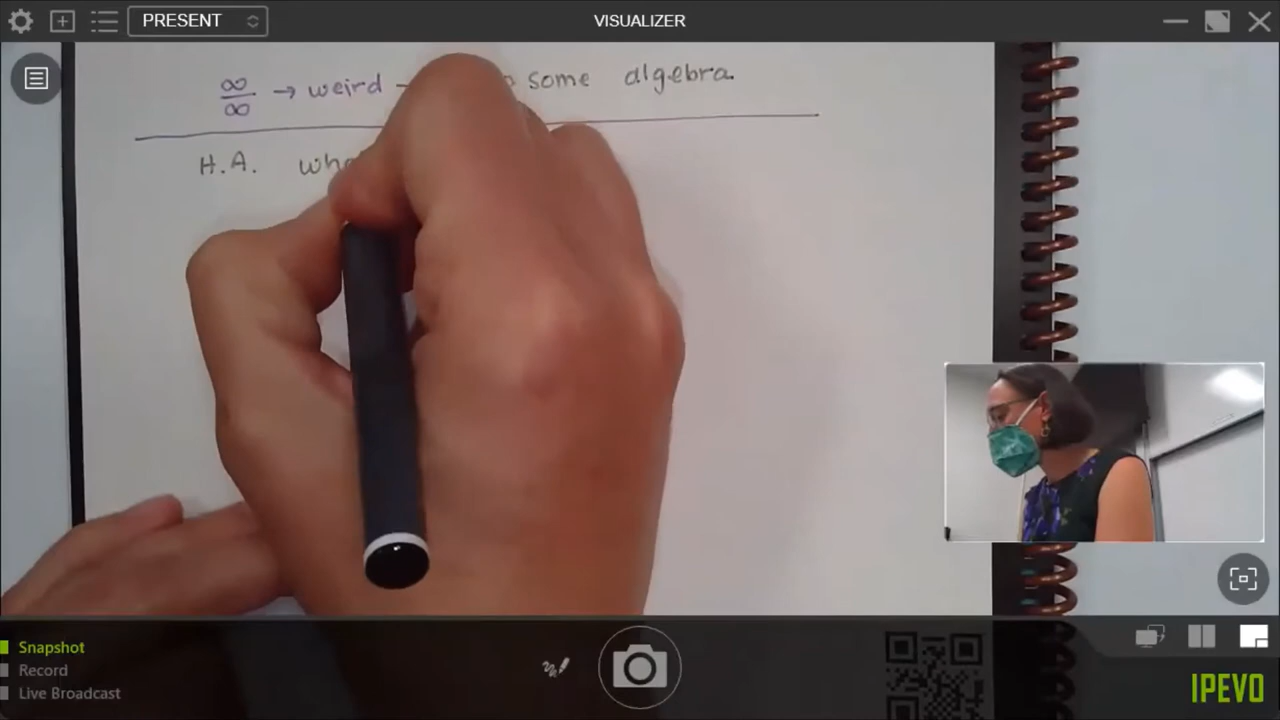 PRESENT
VISUALIZER
∞/∞ → weird - some algebra.
H.A.
Snapshot
Record
Live Broadcast
IPEVO